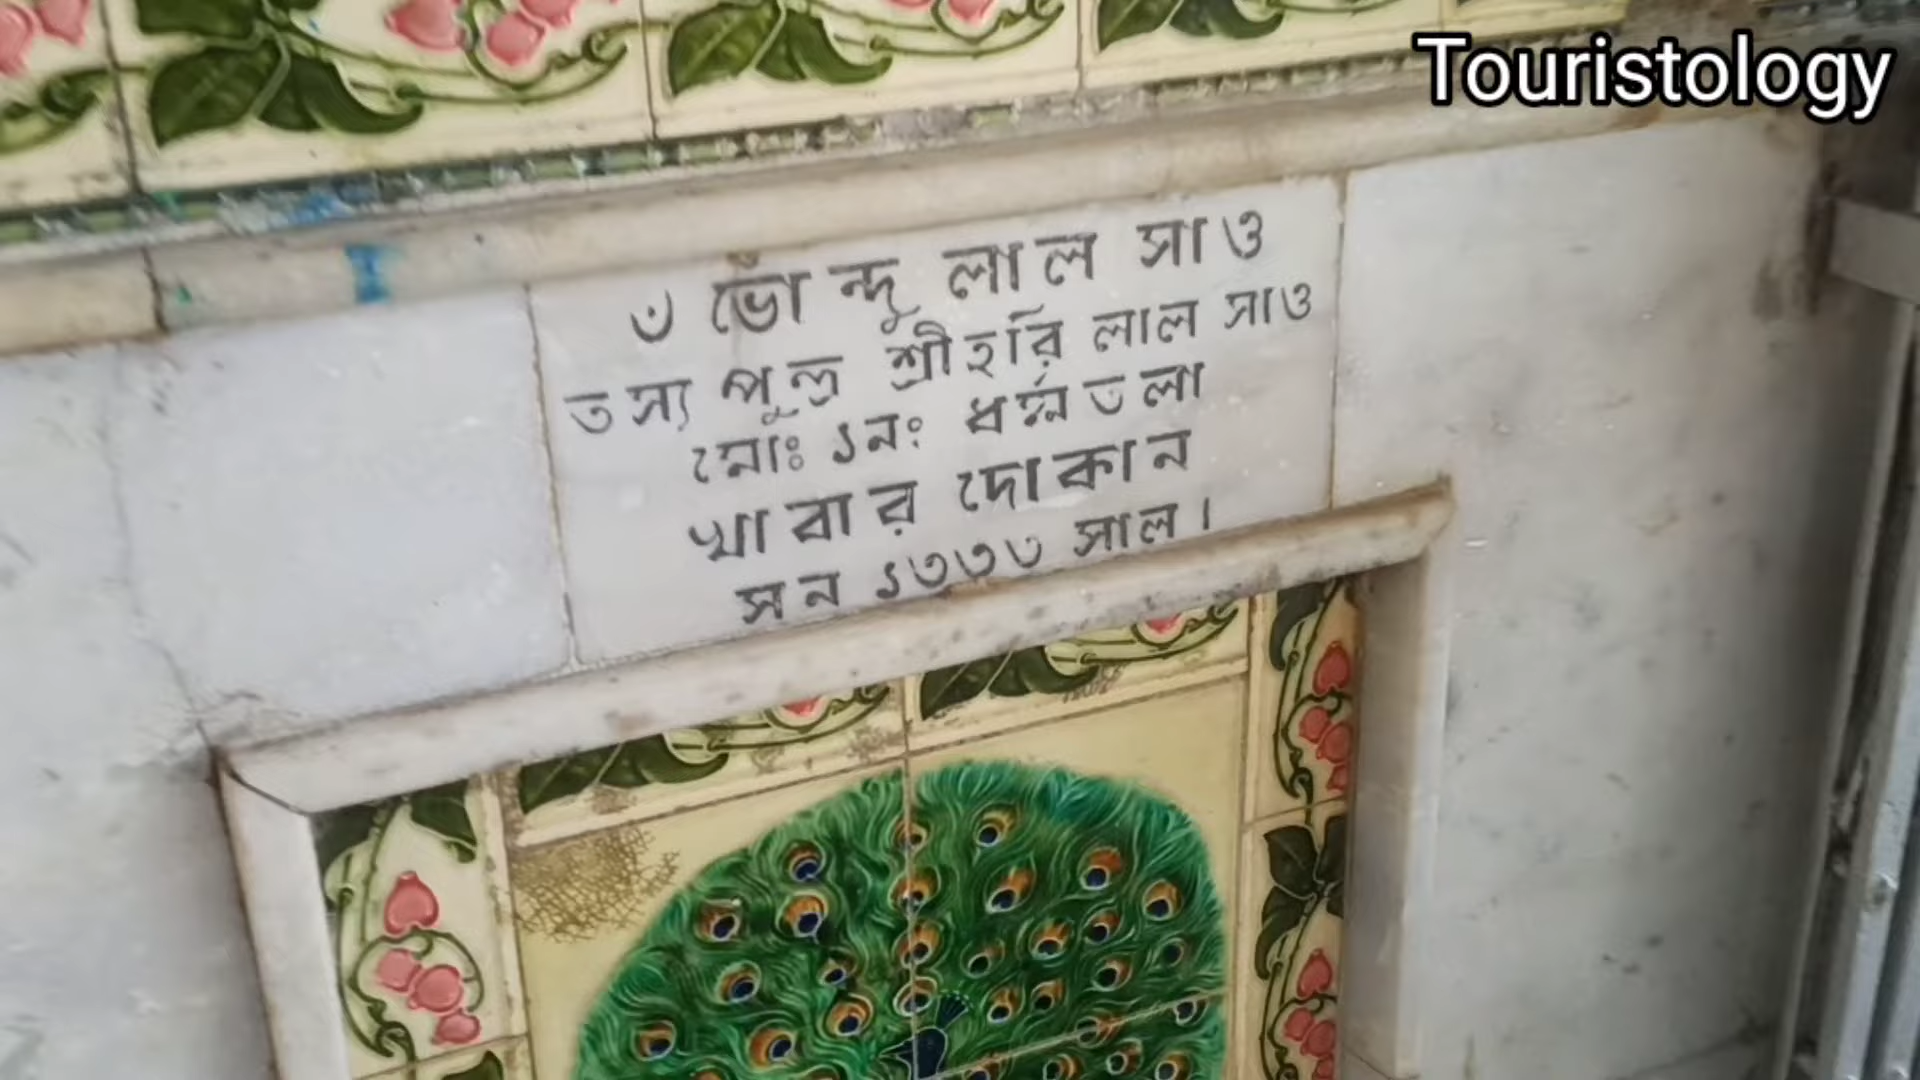 Touristology
৺ ভোন্দু লাল সাও
তস্য পুত্র শ্রীহরি লাল সাও
মোঃ ১নং ধর্ম্মতলা
খাবার দোকান
সন ১৩৩৩ সাল।